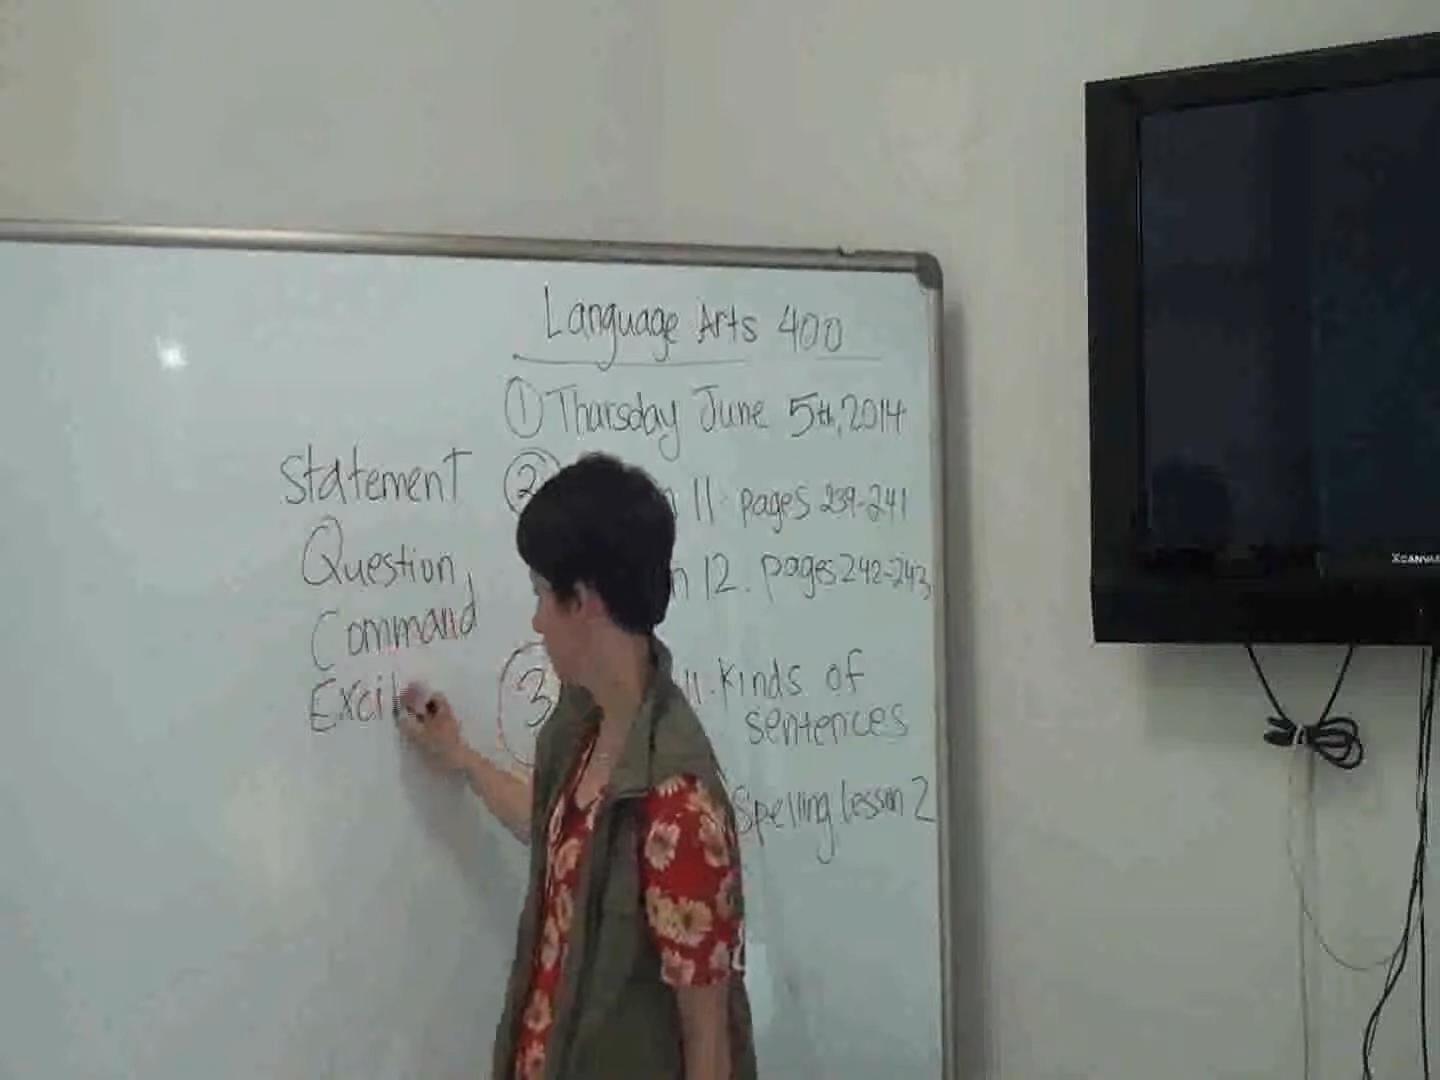 Language Arts 400
① Thursday June 5th, 2014
② n 11. pages 239-241
n 12. pages 242-243
③ 11. Kinds of
sentences
Spelling lesson 2
Statement
Question
Command
Excit
XCANVAS